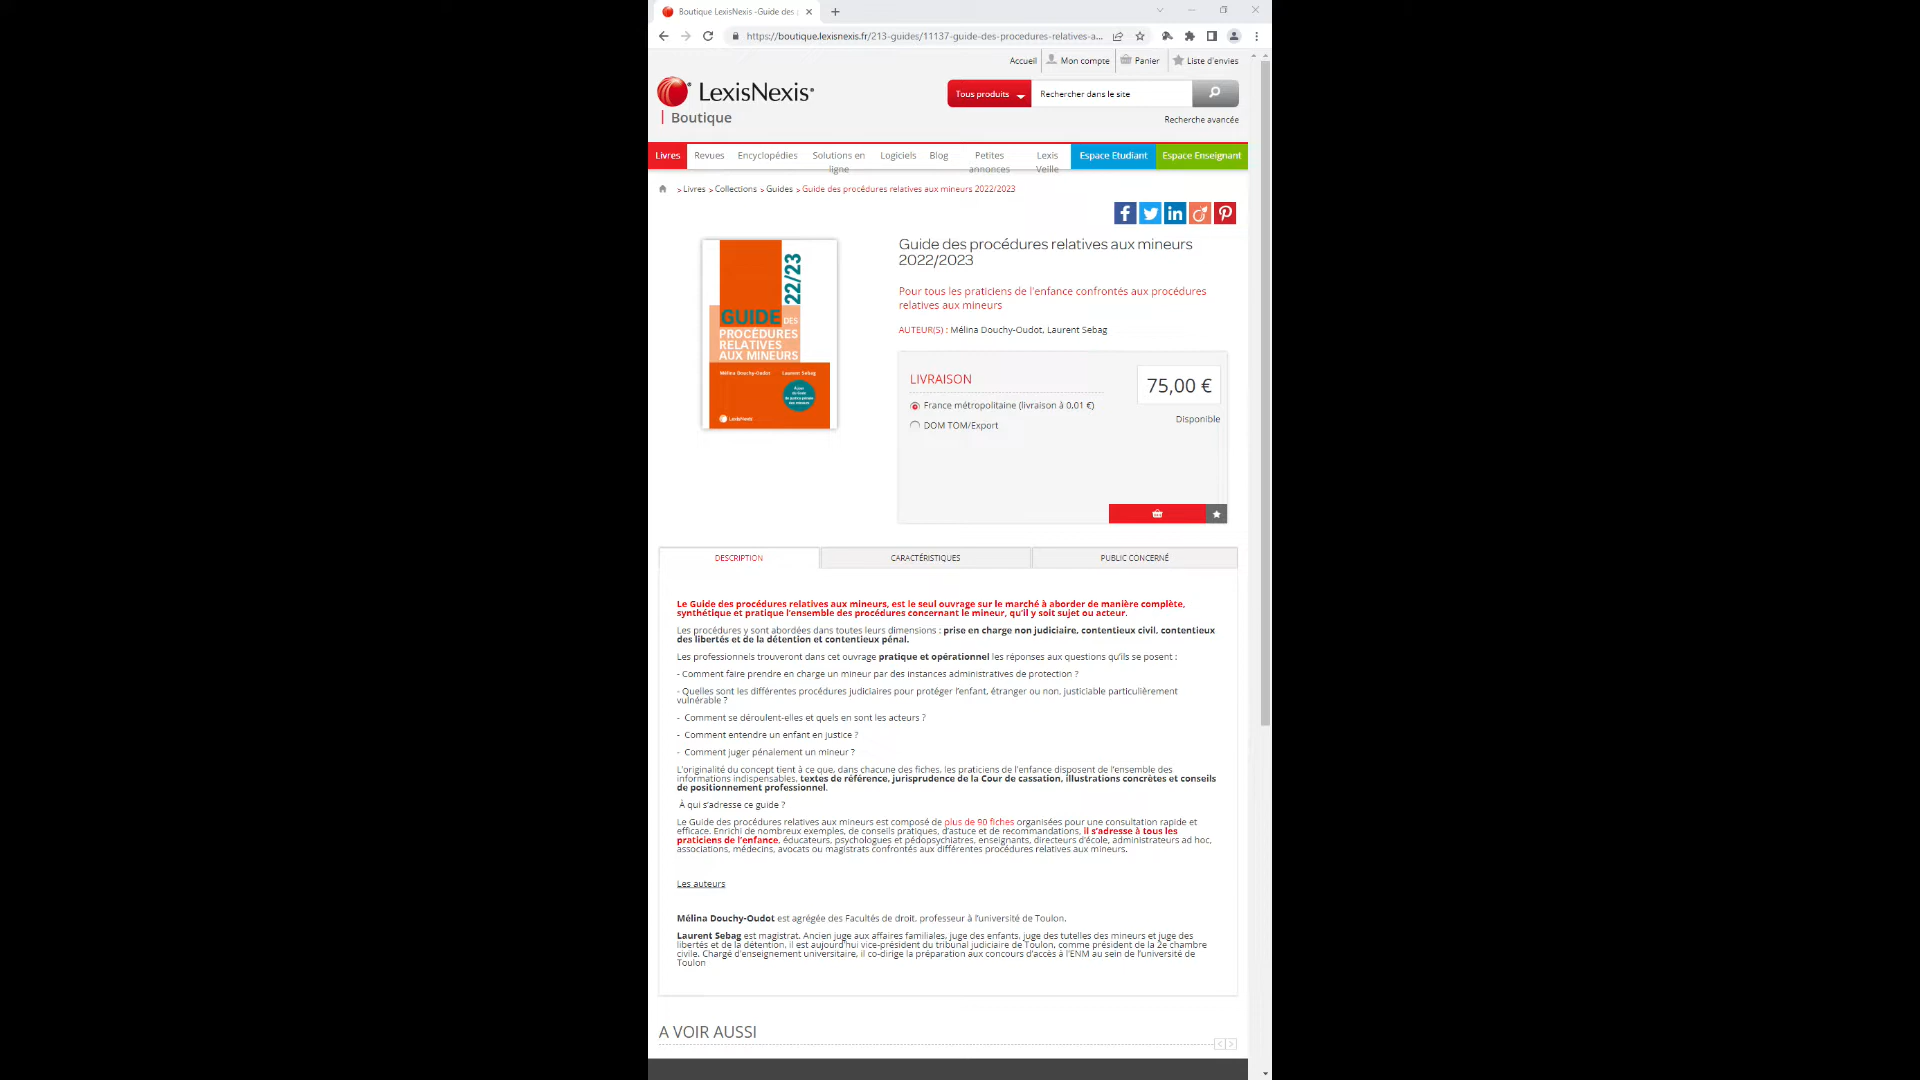 Boutique LexisNexis -Guide des
https://boutique.lexisnexis.fr/213-guides/11137-guide-des-procedures-relatives-a...
Accueil Mon compte Panier Liste d'envies
LexisNexis®
Boutique
Tous produits Rechercher dans le site
Recherche avancée
Livres Revues Encyclopédies Solutions en ligne Logiciels Blog Petites annonces Lexis Veille Espace Etudiant Espace Enseignant
> Livres > Collections > Guides > Guide des procédures relatives aux mineurs 2022/2023
22/23
GUIDE DES
PROCÉDURES
RELATIVES
AUX MINEURS
Mélina Douchy-Oudot Laurent Sebag
LexisNexis
Guide des procédures relatives aux mineurs
2022/2023
Pour tous les praticiens de l'enfance confrontés aux procédures
relatives aux mineurs
AUTEUR(S) : Mélina Douchy-Oudot, Laurent Sebag
LIVRAISON
75,00 €
France métropolitaine (livraison à 0,01 €)
Disponible
DOM TOM/Export
DESCRIPTION CARACTÉRISTIQUES PUBLIC CONCERNÉ
Le Guide des procédures relatives aux mineurs, est le seul ouvrage sur le marché à aborder de manière complète,
synthétique et pratique l'ensemble des procédures concernant le mineur, qu'il y soit sujet ou acteur.
Les procédures y sont abordées dans toutes leurs dimensions : prise en charge non judiciaire, contentieux civil, contentieux
des libertés et de la détention et contentieux pénal.
Les professionnels trouveront dans cet ouvrage pratique et opérationnel les réponses aux questions qu'ils se posent :
- Comment faire prendre en charge un mineur par des instances administratives de protection ?
- Quelles sont les différentes procédures judiciaires pour protéger l'enfant, étranger ou non, justiciable particulièrement
vulnérable ?
- Comment se déroulent-elles et quels en sont les acteurs ?
- Comment entendre un enfant en justice ?
- Comment juger pénalement un mineur ?
L'originalité du concept tient à ce que, dans chacune des fiches, les praticiens de l'enfance disposent de l'ensemble des
informations indispensables, textes de référence, jurisprudence de la Cour de cassation, illustrations concrètes et conseils
de positionnement professionnel.
À qui s'adresse ce guide ?
Le Guide des procédures relatives aux mineurs est composé de plus de 90 fiches organisées pour une consultation rapide et
efficace. Enrichi de nombreux exemples, de conseils pratiques, d'astuce et de recommandations, il s'adresse à tous les
praticiens de l'enfance, éducateurs, psychologues et pédopsychiatres, enseignants, directeurs d'école, administrateurs ad hoc,
associations, médecins, avocats ou magistrats confrontés aux différentes procédures relatives aux mineurs.
Les auteurs
Mélina Douchy-Oudot est agrégée des Facultés de droit, professeur à l'université de Toulon.
Laurent Sebag est magistrat. Ancien juge aux affaires familiales, juge des enfants, juge des tutelles des mineurs et juge des
libertés et de la détention, il est aujourd'hui vice-président du tribunal judiciaire de Toulon, comme président de la 2e chambre
civile. Chargé d'enseignement universitaire, il co-dirige la préparation aux concours d'accès à l'ENM au sein de l'université de
Toulon
A VOIR AUSSI